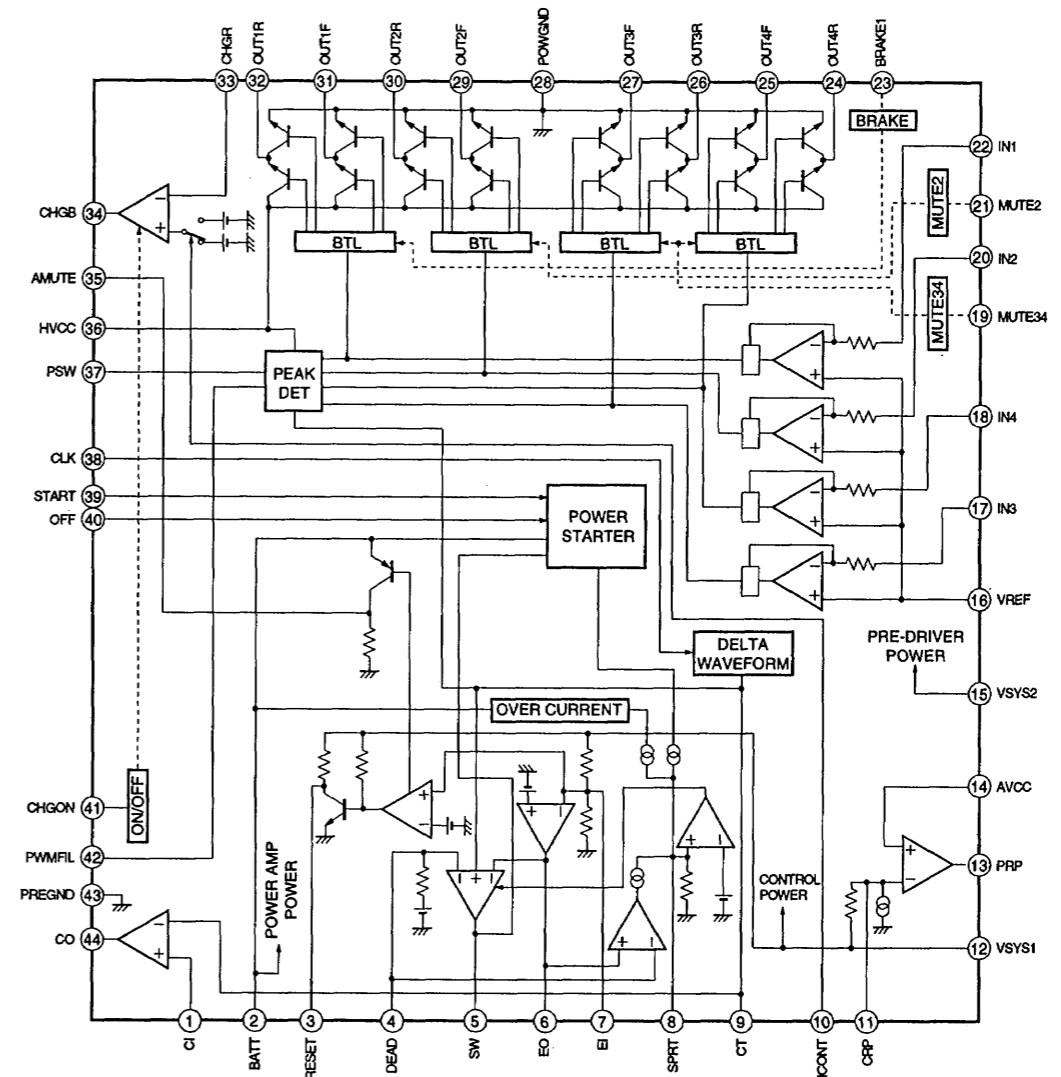 CHGR
OUT1R
OUT1F
OUT2R
OUT2F
POWGND
OUT3F
OUT3R
OUT4F
OUT4R
BRAKE1
33
32
31
30
29
28
27
26
25
24
23
BRAKE
22 IN1
MUTE2
21 MUTE2
20 IN2
MUTE34
19 MUTE34
18 IN4
17 IN3
16 VREF
PRE-DRIVER
POWER
15 VSYS2
14 AVCC
13 PRP
12 VSYS1
CHGB 34
AMUTE 35
HVCC 36
PSW 37
CLK 38
START 39
OFF 40
CHGON 41
PWMFIL 42
PREGND 43
CO 44
BTL
BTL
BTL
BTL
PEAK
DET
POWER
STARTER
DELTA
WAVEFORM
OVER CURRENT
ON/OFF
POWER AMP
POWER
CONTROL
POWER
- +
- +
- +
- +
- +
+ -
- + -
+ -
+ -
+ -
+ -
- +
1
2
3
4
5
6
7
8
9
10
11
CI
BATT
RESET
DEAD
SW
EO
EI
SPRT
CT
ICONT
CRP